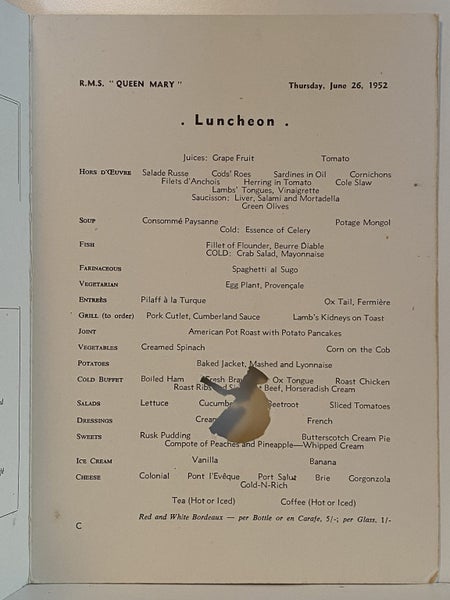 R.M.S. "QUEEN MARY" Thursday, June 26, 1952
. Luncheon .
Juices: Grape Fruit Tomato
HORS D'ŒUVRE Salade Russe Cods' Roes Sardines in Oil Cornichons
Filets d'Anchois Herring in Tomato Cole Slaw
Lambs' Tongues, Vinaigrette
Saucisson: Liver, Salami and Mortadella
Green Olives
SOUP Consommé Paysanne Potage Mongol
Cold: Essence of Celery
FISH Fillet of Flounder, Beurre Diable
COLD: Crab Salad, Mayonnaise
FARINACEOUS Spaghetti al Sugo
VEGETARIAN Egg Plant, Provençale
ENTREÈS Pilaff à la Turque Ox Tail, Fermière
GRILL (to order) Pork Cutlet, Cumberland Sauce Lamb's Kidneys on Toast
JOINT American Pot Roast with Potato Pancakes
VEGETABLES Creamed Spinach Corn on the Cob
POTATOES Baked Jacket, Mashed and Lyonnaise
COLD BUFFET Boiled Ham Fresh Ox Tongue Roast Chicken
Roast Beef, Horseradish Cream
SALADS Lettuce Beetroot Sliced Tomatoes
DRESSINGS French
SWEETS Rusk Pudding Butterscotch Cream Pie
Compote of Peaches and Pineapple—Whipped Cream
ICE CREAM Vanilla Banana
CHEESE Colonial Pont l'Evêque Port Salut Brie Gorgonzola
Gold-N-Rich
Tea (Hot or Iced) Coffee (Hot or Iced)
Red and White Bordeaux — per Bottle or en Carafe, 5/-; per Glass, 1/-
C